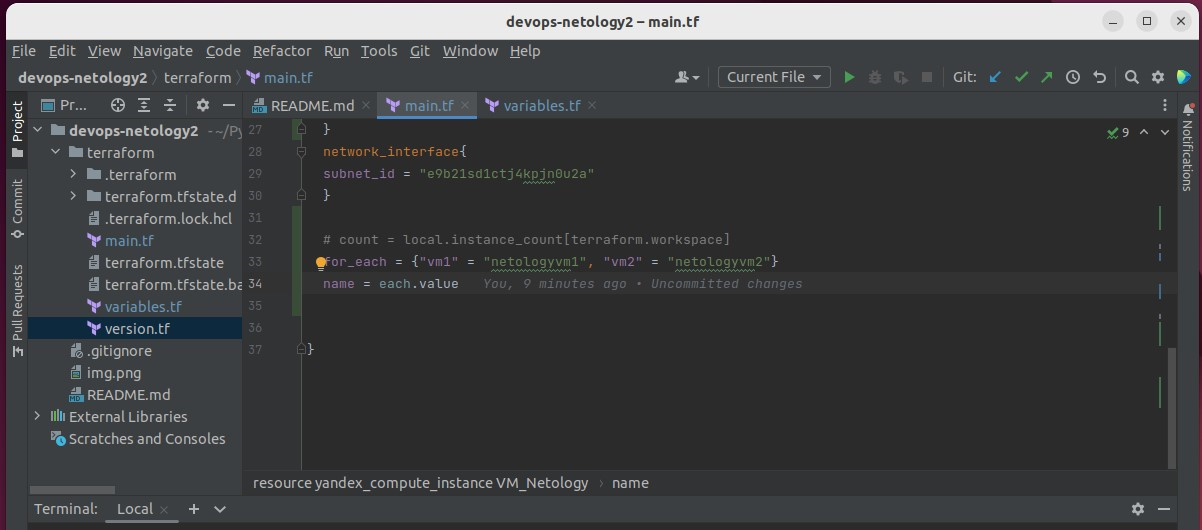 devops-netology2 – main.tf
File Edit View Navigate Code Refactor Run Tools Git Window Help
devops-netology2 terraform main.tf Current File Git:
Pr... README.md main.tf variables.tf
Project
Commit
Pull Requests
devops-netology2 ~~/Py
terraform
.terraform
terraform.tfstate.d
.terraform.lock.hcl
main.tf
terraform.tfstate
terraform.tfstate.ba
variables.tf
version.tf
.gitignore
img.png
README.md
External Libraries
Scratches and Consoles
27 }
28 network_interface{
29 subnet_id = "e9b21sd1ctj4kpjn0u2a"
30 }
31
32 # count = local.instance_count[terraform.workspace]
33 for_each = {"vm1" = "netologyvm1", "vm2" = "netologyvm2"}
34 name = each.value You, 9 minutes ago • Uncommitted changes
35
36
37 }
9
Notifications
resource yandex_compute_instance VM_Netology › name
Terminal: Local